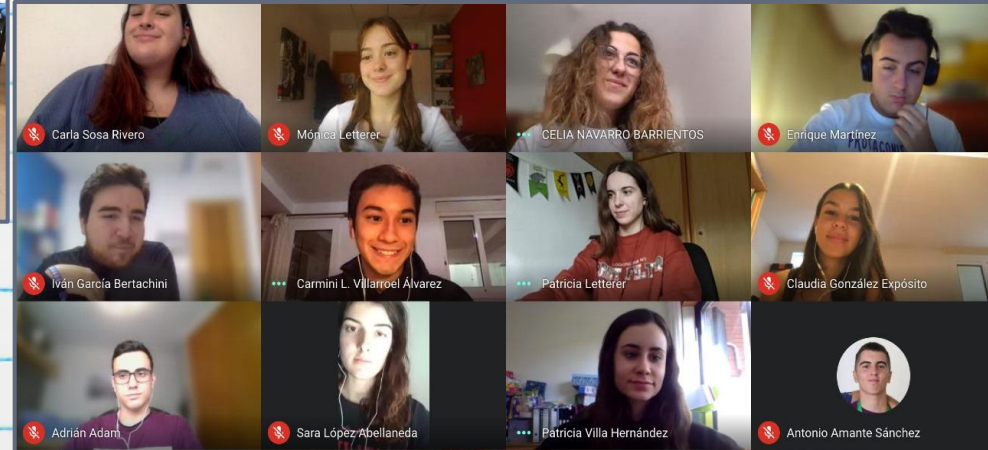 Carla Sosa Rivero
Mónica Letterer
CELIA NAVARRO BARRIENTOS
Enrique Martínez
PROTAGONIS
Iván García Bertachini
Carmini L. Villarroel Álvarez
Patricia Letterer
Claudia González Expósito
Adrián Adam
Sara López Abellaneda
Patricia Villa Hernández
Antonio Amante Sánchez